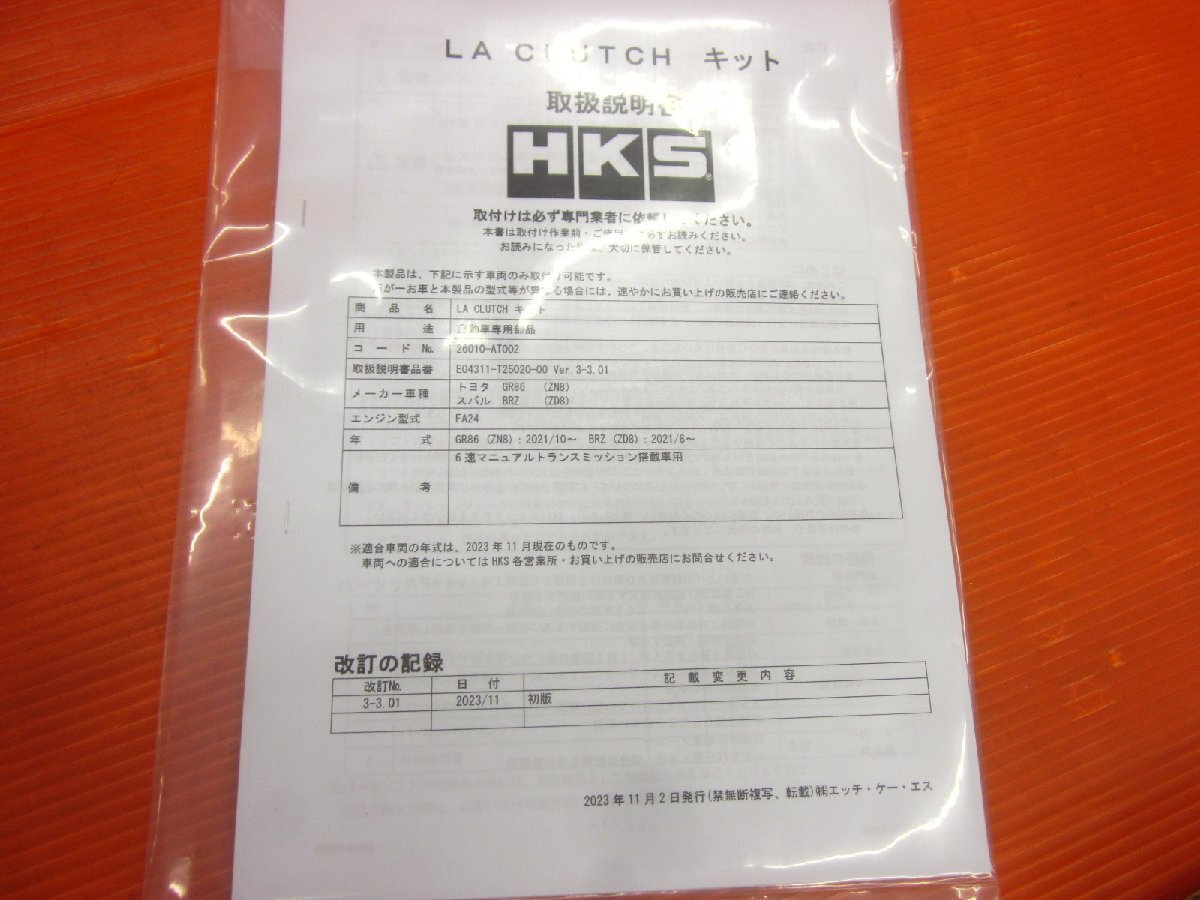 LA CLUTCH キット
取扱説明
HKS
®
取付けは必ず専門業者に依頼してください。
本書は取付け作業前・ご使用 必ずお読みください。
お読みになった 、大切に保管してください。
本製品は、下記に示す車両のみ取付け可能です。
万が一お車と本製品の型式等が異なる場合には、速やかにお買い上げの販売店にご連絡ください。
商品名 LA CLUTCH キット
用途 自動車専用部品
コードNo. 26010-AT002
取扱説明書品番 E04311-T25020-00 Ver.3-3.01
メーカー車種 トヨタ GR86 (ZN8)
スバル BRZ (ZD8)
エンジン型式 FA24
年式 GR86 (ZN8) : 2021/10～ BRZ (ZD8) : 2021/8～
備考 6速マニュアルトランスミッション搭載車用
※適合車両の年式は、2023年11月現在のものです。
車両への適合についてはHKS各営業所・お買い上げの販売店にお問合せください。
改訂の記録
改訂No. 日付 記載変更内容
3-3.01 2023/11 初版
2023年11月2日発行(禁無断複写、転載)㈱エッチ・ケー・エス